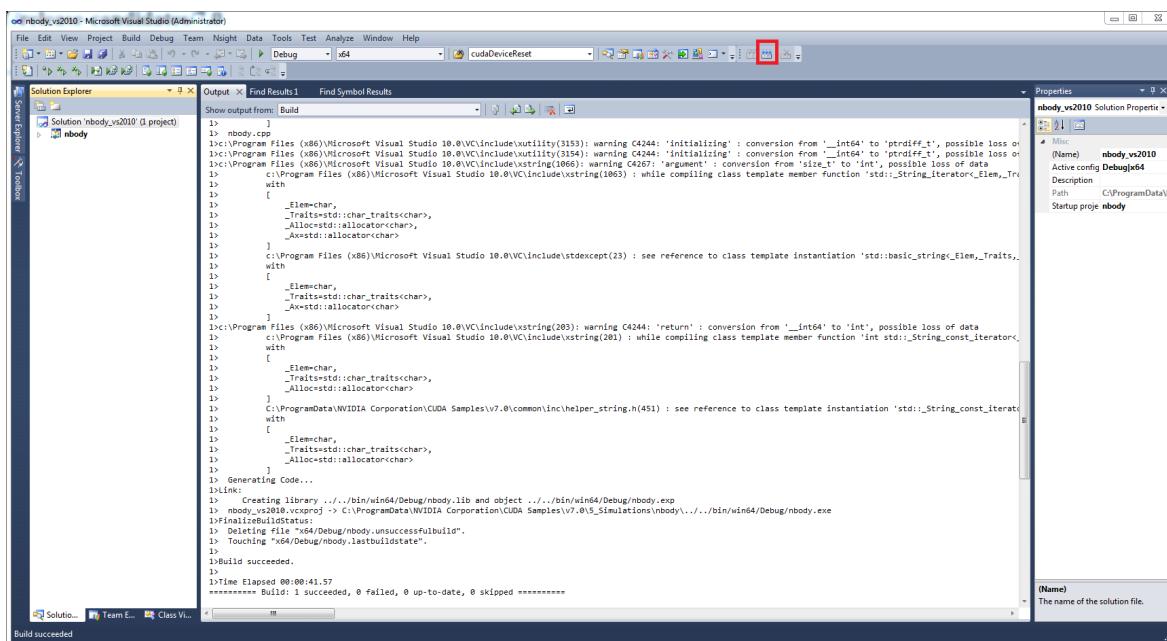 nbody_vs2010 - Microsoft Visual Studio (Administrator)
File Edit View Project Build Debug Team Nsight Data Tools Test Analyze Window Help
Debug x64 cudaDeviceReset
Solution Explorer
Solution 'nbody_vs2010' (1 project)
nbody
Server Explorer
Toolbox
Output Find Results 1 Find Symbol Results
Show output from: Build
1> ]
1> nbody.cpp
1>c:\Program Files (x86)\Microsoft Visual Studio 10.0\VC\include\xutility(3153): warning C4244: 'initializing' : conversion from '__int64' to 'ptrdiff_t', possible loss o
1>c:\Program Files (x86)\Microsoft Visual Studio 10.0\VC\include\xutility(3154): warning C4244: 'initializing' : conversion from '__int64' to 'ptrdiff_t', possible loss o
1>c:\Program Files (x86)\Microsoft Visual Studio 10.0\VC\include\xstring(1066): warning C4267: 'argument' : conversion from 'size_t' to 'int', possible loss of data
1> c:\Program Files (x86)\Microsoft Visual Studio 10.0\VC\include\xstring(1063) : while compiling class template member function 'std::_String_iterator<_Elem,_Tra
1> with
1> [
1> _Elem=char,
1> _Traits=std::char_traits<char>,
1> _Alloc=std::allocator<char>,
1> _Ax=std::allocator<char>
1> ]
1> c:\Program Files (x86)\Microsoft Visual Studio 10.0\VC\include\stdexcept(23) : see reference to class template instantiation 'std::basic_string<_Elem,_Traits,_
1> with
1> [
1> _Elem=char,
1> _Traits=std::char_traits<char>,
1> _Ax=std::allocator<char>
1> ]
1>c:\Program Files (x86)\Microsoft Visual Studio 10.0\VC\include\xstring(203): warning C4244: 'return' : conversion from '__int64' to 'int', possible loss of data
1> c:\Program Files (x86)\Microsoft Visual Studio 10.0\VC\include\xstring(201) : while compiling class template member function 'int std::_String_const_iterator<_
1> with
1> [
1> _Elem=char,
1> _Traits=std::char_traits<char>,
1> _Alloc=std::allocator<char>
1> ]
1> C:\ProgramData\NVIDIA Corporation\CUDA Samples\v7.0\common\inc\helper_string.h(451) : see reference to class template instantiation 'std::_String_const_iterato
1> with
1> [
1> _Elem=char,
1> _Traits=std::char_traits<char>,
1> _Alloc=std::allocator<char>
1> ]
1> Generating Code...
1>Link:
1> Creating library ../../bin/win64/Debug/nbody.lib and object ../../bin/win64/Debug/nbody.exp
1> nbody_vs2010.vcxproj -> C:\ProgramData\NVIDIA Corporation\CUDA Samples\v7.0\5_Simulations\nbody\../../bin/win64/Debug/nbody.exe
1>FinalizeBuildStatus:
1> Deleting file "x64/Debug/nbody.unsuccessfulbuild".
1> Touching "x64/Debug/nbody.lastbuildstate".
1>
1>Build succeeded.
1>
1>Time Elapsed 00:00:41.57
========== Build: 1 succeeded, 0 failed, 0 up-to-date, 0 skipped ==========
Properties
nbody_vs2010 Solution Propertie
Misc
(Name) nbody_vs2010
Active config Debug|x64
Description
Path C:\ProgramData\
Startup proje nbody
(Name)
The name of the solution file.
Solutio... Team E... Class Vi...
Build succeeded